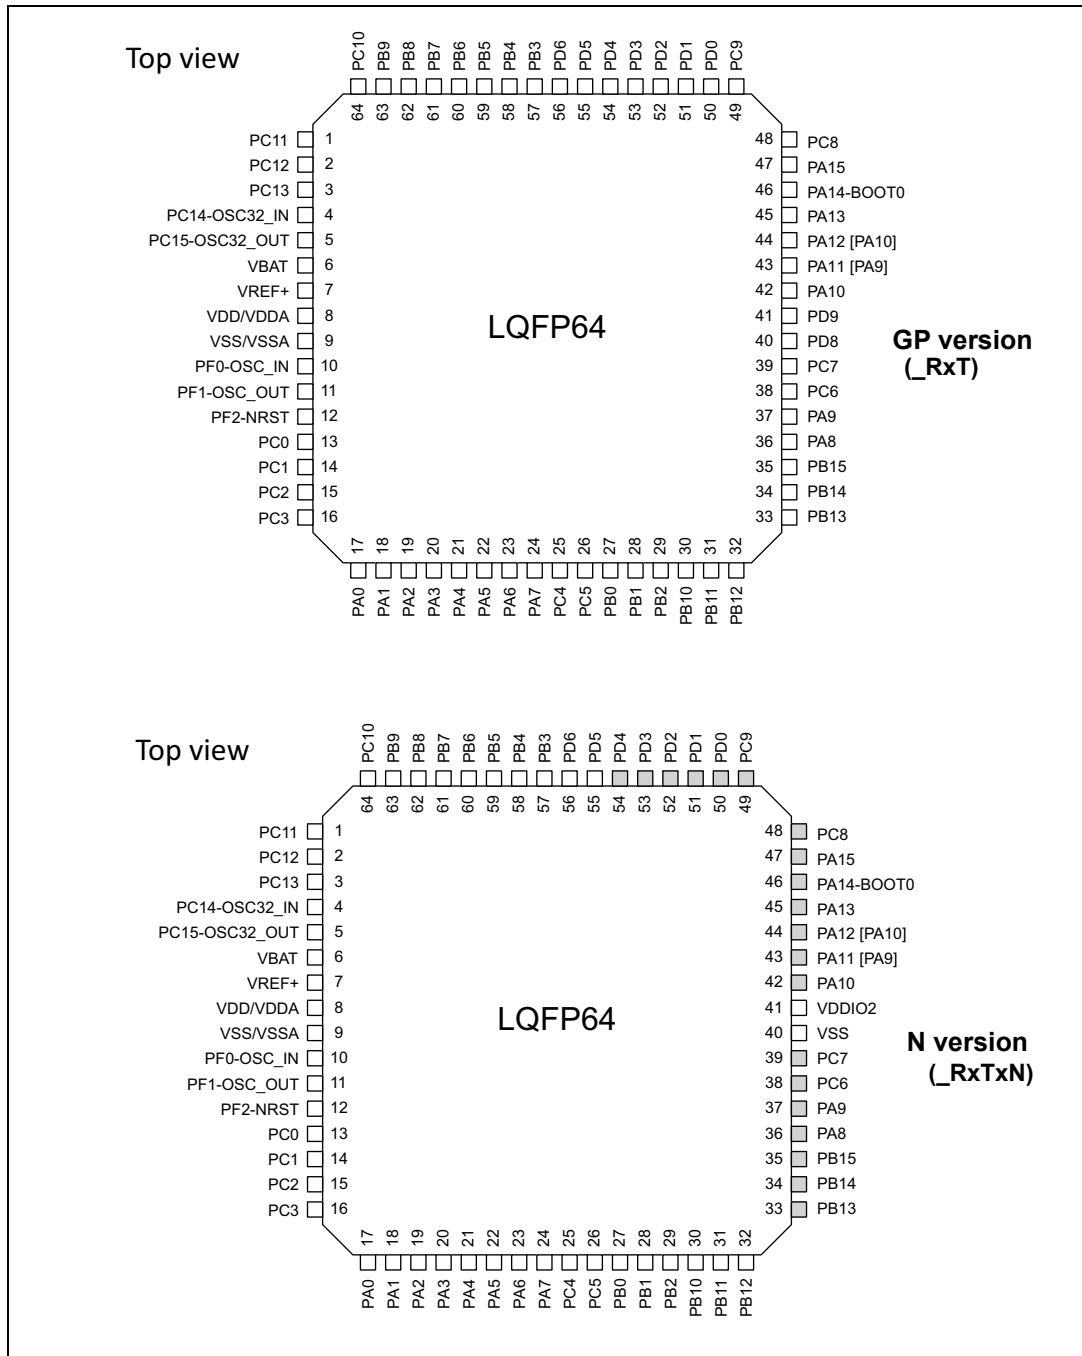 Top view
PC10 PB9 PB8 PB7 PB6 PB5 PB4 PB3 PD6 PD5 PD4 PD3 PD2 PD1 PD0 PC9
64 63 62 61 60 59 58 57 56 55 54 53 52 51 50 49
PC11 1 48 PC8
PC12 2 47 PA15
PC13 3 46 PA14-BOOT0
PC14-OSC32_IN 4 45 PA13
PC15-OSC32_OUT 5 44 PA12 [PA10]
VBAT 6 43 PA11 [PA9]
VREF+ 7 42 PA10
VDD/VDDA 8 41 PD9
VSS/VSSA 9 40 PD8
PF0-OSC_IN 10 39 PC7
PF1-OSC_OUT 11 38 PC6
PF2-NRST 12 37 PA9
PC0 13 36 PA8
PC1 14 35 PB15
PC2 15 34 PB14
PC3 16 33 PB13
LQFP64
GP version
(_RxT)
17 18 19 20 21 22 23 24 25 26 27 28 29 30 31 32
PA0 PA1 PA2 PA3 PA4 PA5 PA6 PA7 PC4 PC5 PB0 PB1 PB2 PB10 PB11 PB12
Top view
PC10 PB9 PB8 PB7 PB6 PB5 PB4 PB3 PD6 PD5 PD4 PD3 PD2 PD1 PD0 PC9
64 63 62 61 60 59 58 57 56 55 54 53 52 51 50 49
PC11 1 48 PC8
PC12 2 47 PA15
PC13 3 46 PA14-BOOT0
PC14-OSC32_IN 4 45 PA13
PC15-OSC32_OUT 5 44 PA12 [PA10]
VBAT 6 43 PA11 [PA9]
VREF+ 7 42 PA10
VDD/VDDA 8 41 VDDIO2
VSS/VSSA 9 40 VSS
PF0-OSC_IN 10 39 PC7
PF1-OSC_OUT 11 38 PC6
PF2-NRST 12 37 PA9
PC0 13 36 PA8
PC1 14 35 PB15
PC2 15 34 PB14
PC3 16 33 PB13
LQFP64
N version
(_RxTxN)
17 18 19 20 21 22 23 24 25 26 27 28 29 30 31 32
PA0 PA1 PA2 PA3 PA4 PA5 PA6 PA7 PC4 PC5 PB0 PB1 PB2 PB10 PB11 PB12